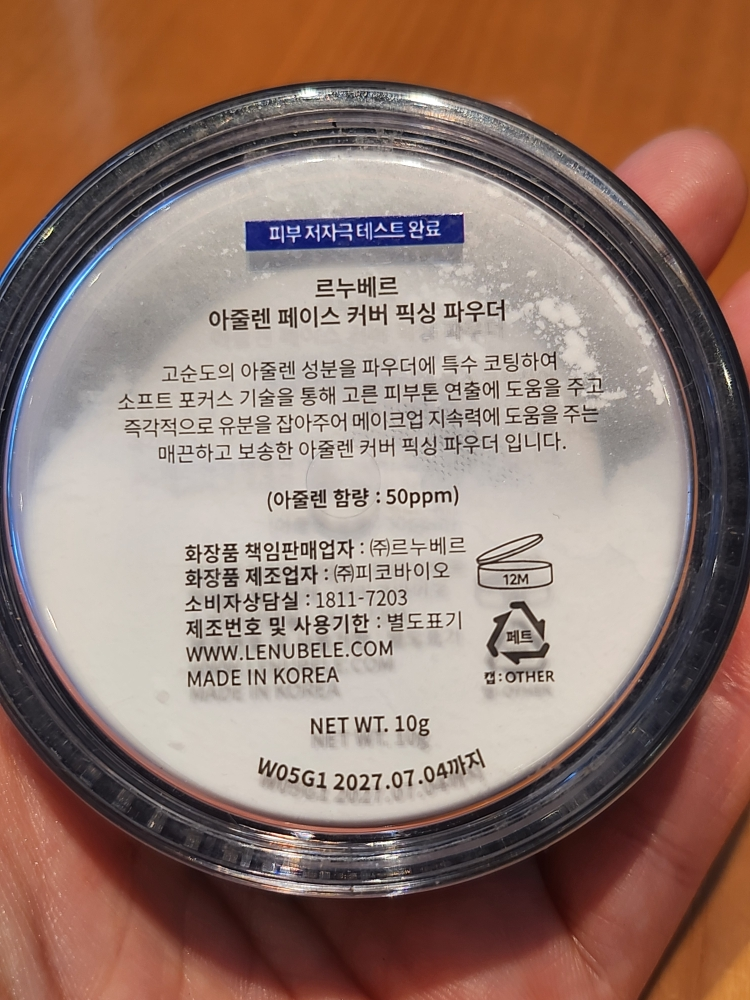 피부 저자극 테스트 완료
르누베르
아줄렌 페이스 커버 픽싱 파우더
고순도의 아줄렌 성분을 파우더에 특수 코팅하여
소프트 포커스 기술을 통해 고른 피부톤 연출에 도움을 주고
즉각적으로 유분을 잡아주어 메이크업 지속력에 도움을 주는
매끈하고 보송한 아줄렌 커버 픽싱 파우더 입니다.
(아줄렌 함량 : 50ppm)
화장품 책임판매업자 : ㈜르누베르
화장품 제조업자 : ㈜피코바이오
소비자상담실 : 1811-7203
제조번호 및 사용기한 : 별도표기
WWW.LENUBELE.COM
MADE IN KOREA
12M
페트
캡 : OTHER
NET WT. 10g
W05G1 2027.07.04까지